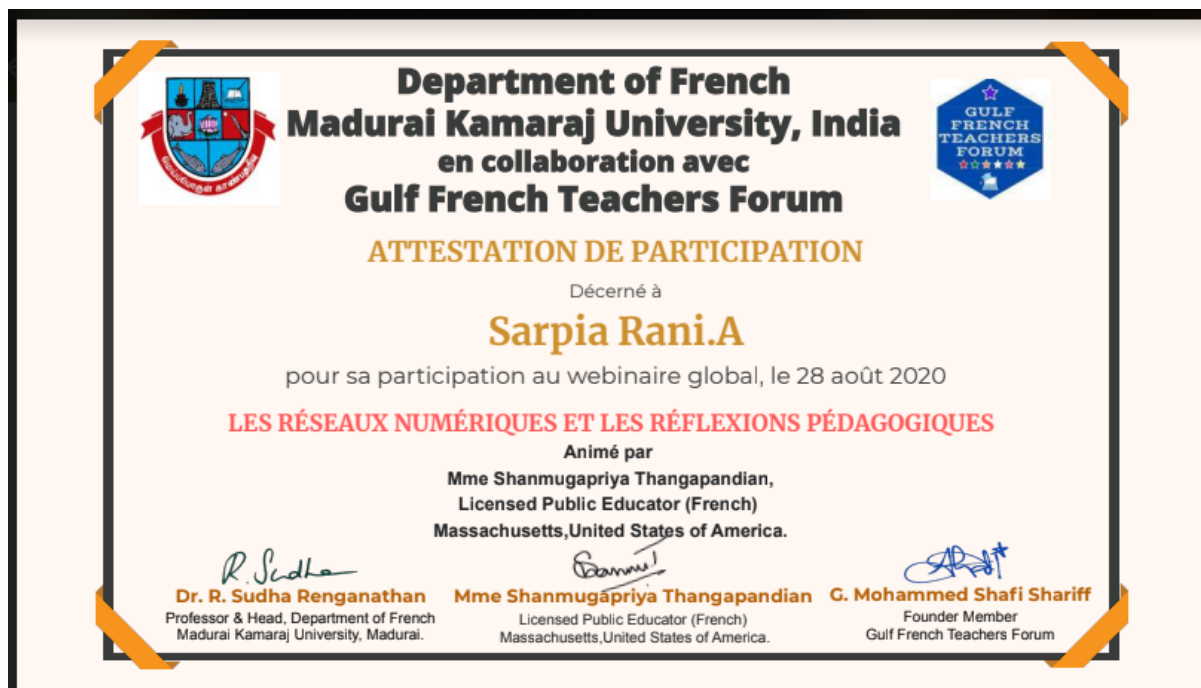 Department of French
Madurai Kamaraj University, India
en collaboration avec
Gulf French Teachers Forum
GULF
FRENCH
TEACHERS
FORUM
ATTESTATION DE PARTICIPATION
Décerné à
Sarpia Rani.A
pour sa participation au webinaire global, le 28 août 2020
LES RÉSEAUX NUMÉRIQUES ET LES RÉFLEXIONS PÉDAGOGIQUES
Animé par
Mme Shanmugapriya Thangapandian,
Licensed Public Educator (French)
Massachusetts,United States of America.
R. Sudha
Dr. R. Sudha Renganathan
Professor & Head, Department of French
Madurai Kamaraj University, Madurai.
Mme Shanmugapriya Thangapandian
Licensed Public Educator (French)
Massachusetts,United States of America.
G. Mohammed Shafi Shariff
Founder Member
Gulf French Teachers Forum